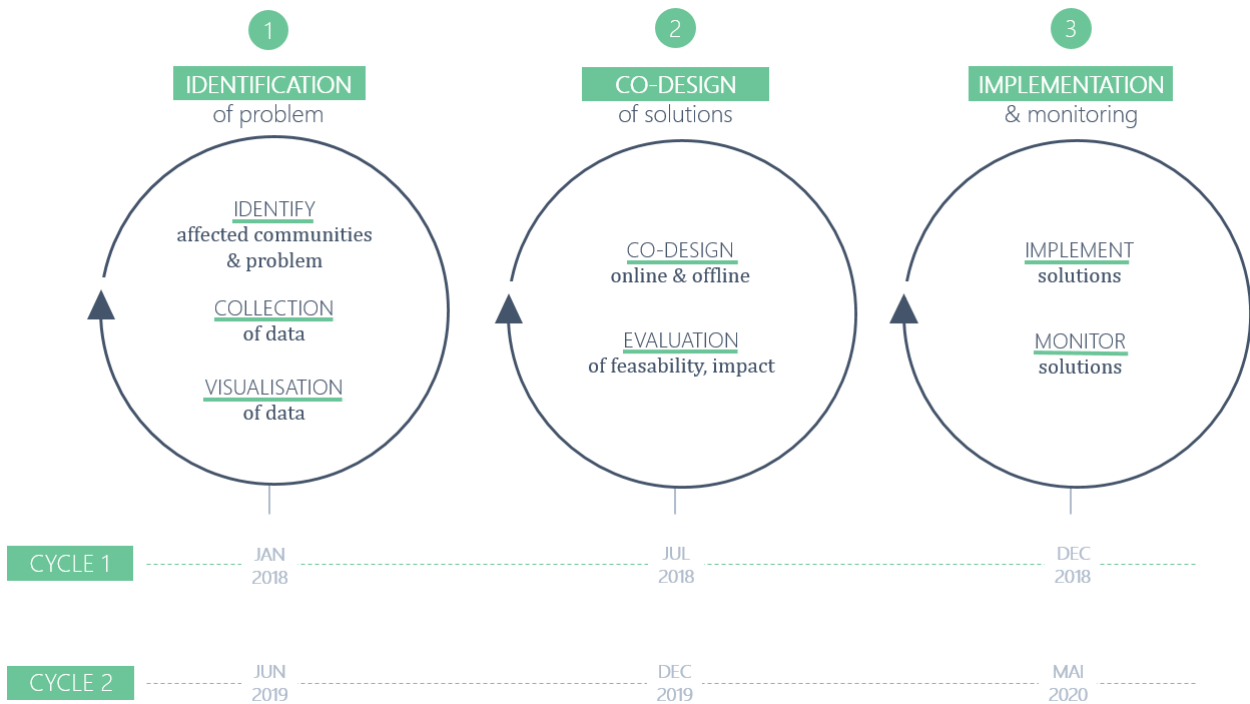 1
IDENTIFICATION
of problem
IDENTIFY
affected communities
& problem
COLLECTION
of data
VISUALISATION
of data
2
CO-DESIGN
of solutions
CO-DESIGN
online & offline
EVALUATION
of feasability, impact
3
IMPLEMENTATION
& monitoring
IMPLEMENT
solutions
MONITOR
solutions
CYCLE 1
JAN
2018
JUL
2018
DEC
2018
CYCLE 2
JUN
2019
DEC
2019
MAI
2020